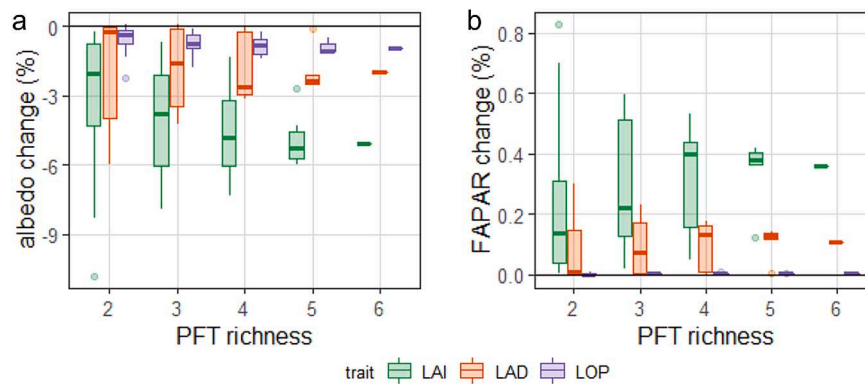 a
albedo change (%)
0
-3
-6
-9
2 3 4 5 6
PFT richness
b
FAPAR change (%)
0.8
0.6
0.4
0.2
0.0
2 3 4 5 6
PFT richness
trait LAI LAD LOP